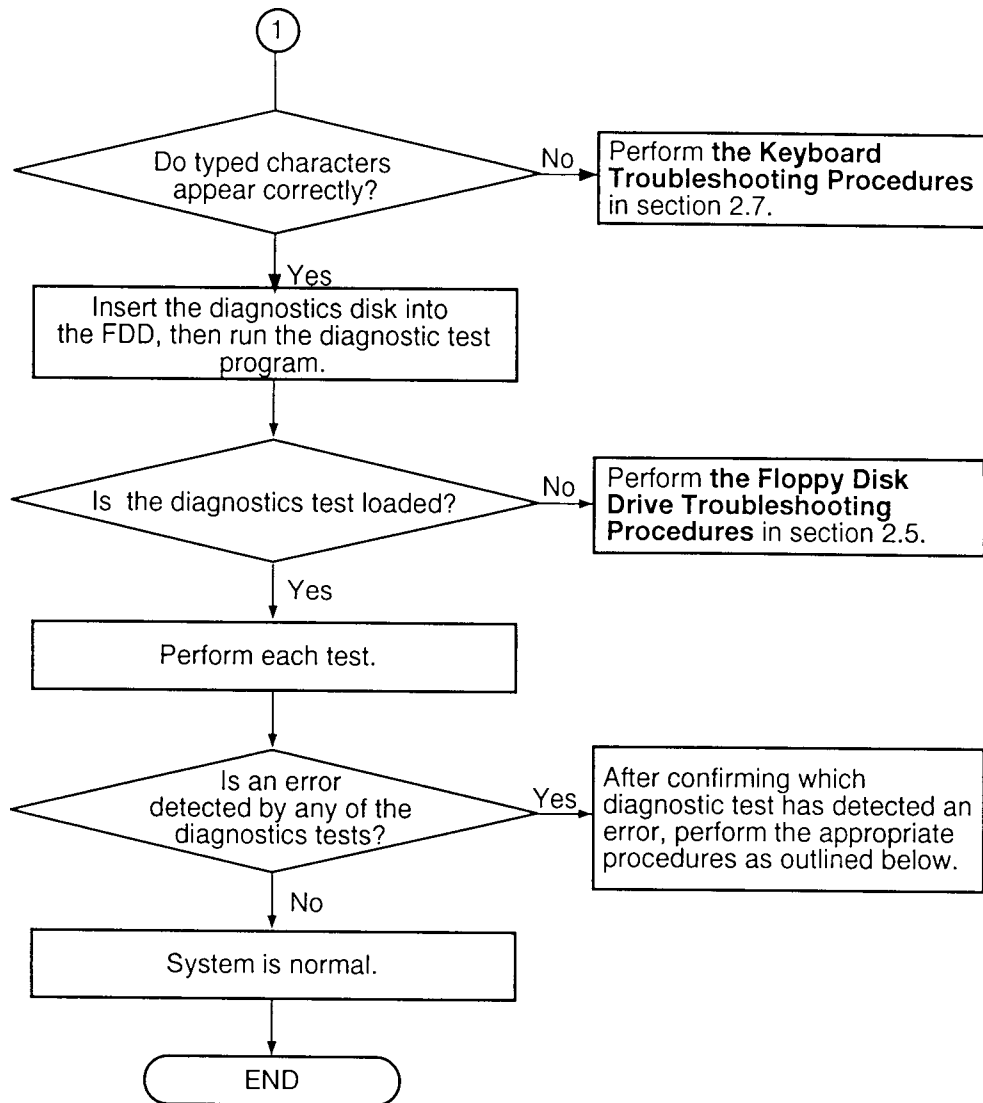 1
Do typed characters
appear correctly?
No
Perform the Keyboard
Troubleshooting Procedures
in section 2.7.
Yes
Insert the diagnostics disk into
the FDD, then run the diagnostic test
program.
Is the diagnostics test loaded?
No
Perform the Floppy Disk
Drive Troubleshooting
Procedures in section 2.5.
Yes
Perform each test.
Is an error
detected by any of the
diagnostics tests?
Yes
After confirming which
diagnostic test has detected an
error, perform the appropriate
procedures as outlined below.
No
System is normal.
END